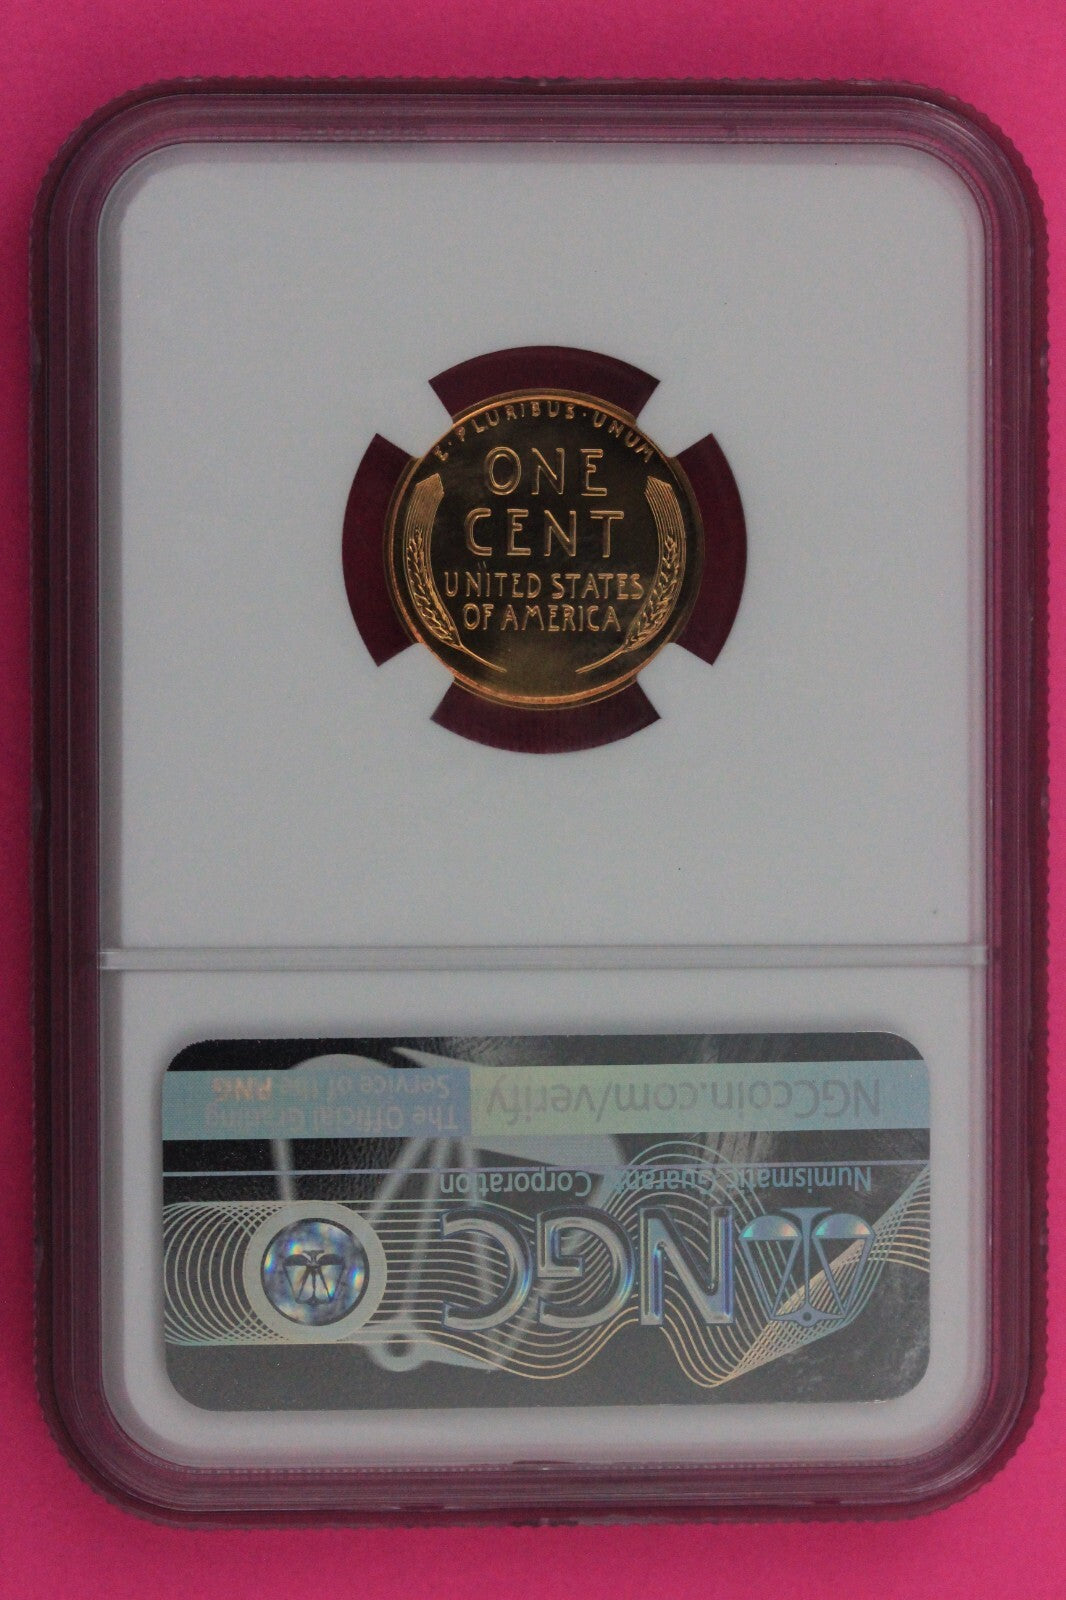 E·PLURIBUS·UNUM
ONE
CENT
UNITED STATES
OF AMERICA
NGCcoin.com/verify
The Official Grading
Service of the PNG
Numismatic Guaranty Corporation
NGC